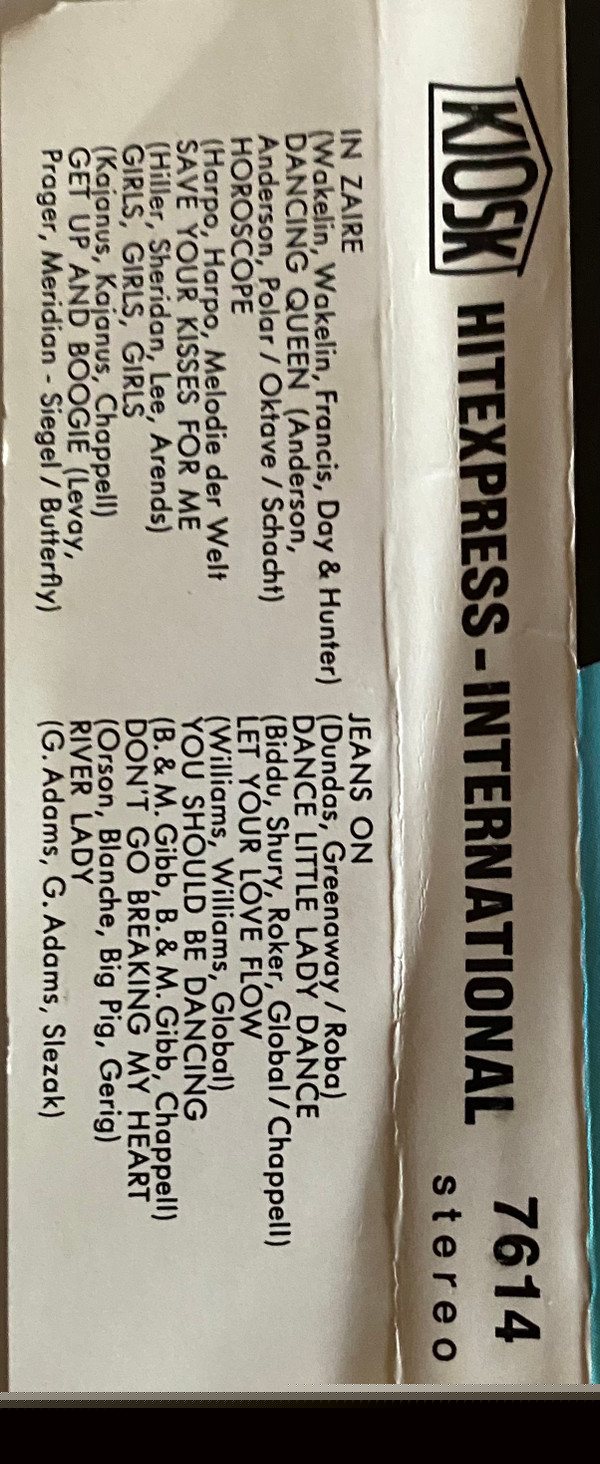 KIOSK HITEXPRESS-INTERNATIONAL 7614
stereo
IN ZAIRE
(Wakelin, Wakelin, Francis, Day & Hunter)
DANCING QUEEN (Anderson,
Anderson, Polar / Oktave / Schacht)
HOROSCOPE
(Harpo, Harpo, Melodie der Welt
SAVE YOUR KISSES FOR ME
(Hiller, Sheridan, Lee, Arends)
GIRLS, GIRLS, GIRLS
(Kajanus, Kajanus, Chappell)
GET UP AND BOOGIE (Levay,
Prager, Meridian - Siegel / Butterfly)
JEANS ON
(Dundas, Greenaway / Roba)
DANCE LITTLE LADY DANCE
(Biddu, Shury, Roker, Global / Chappell)
LET YOUR LOVE FLOW
(Williams, Williams, Global)
YOU SHOULD BE DANCING
(B. & M. Gibb, B. & M. Gibb, Chappell)
DON'T GO BREAKING MY HEART
(Orson, Blanche, Big Pig, Gerig)
RIVER LADY
(G. Adams, G. Adams, Slezak)